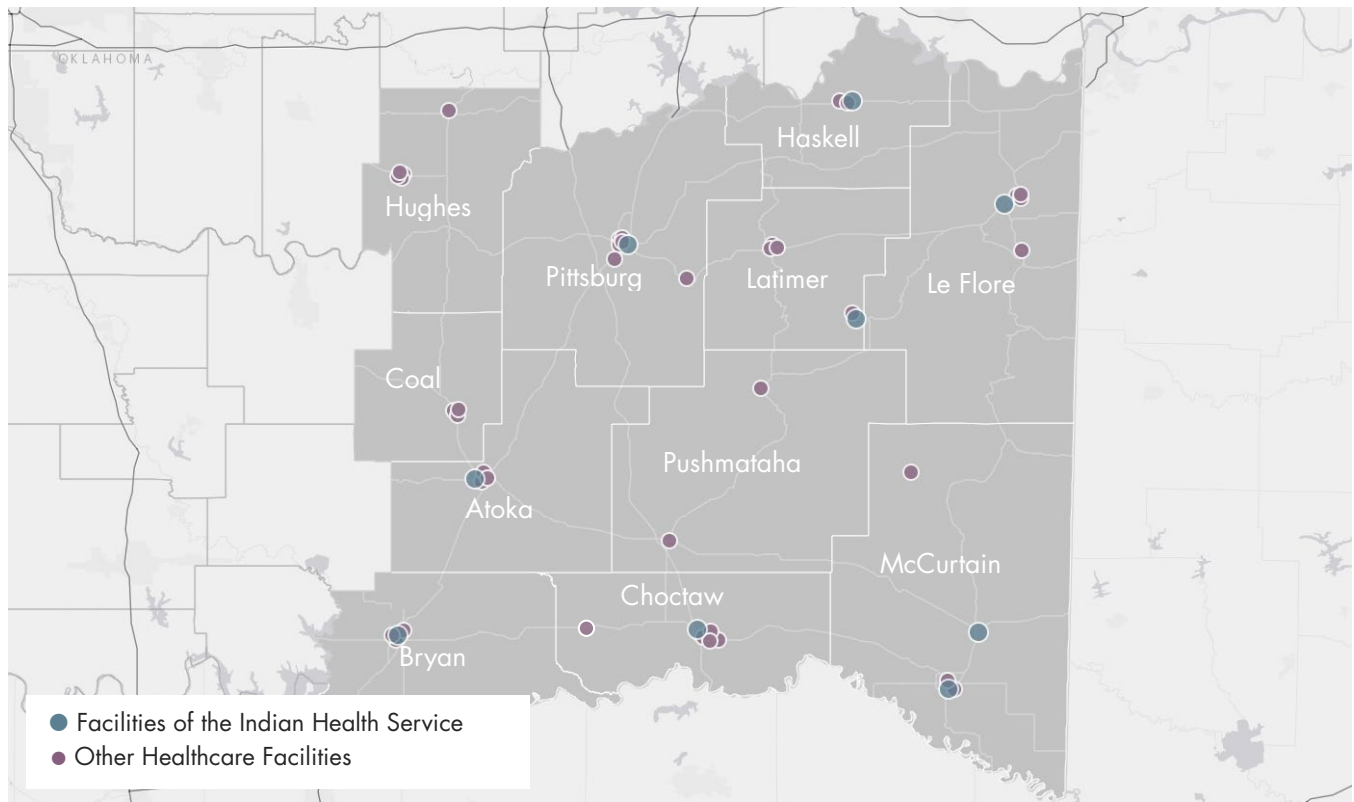 OKLAHOMA
Haskell
Hughes
Pittsburg
Latimer
Le Flore
Coal
Pushmataha
Atoka
McCurtain
Choctaw
Bryan
Facilities of the Indian Health Service
Other Healthcare Facilities